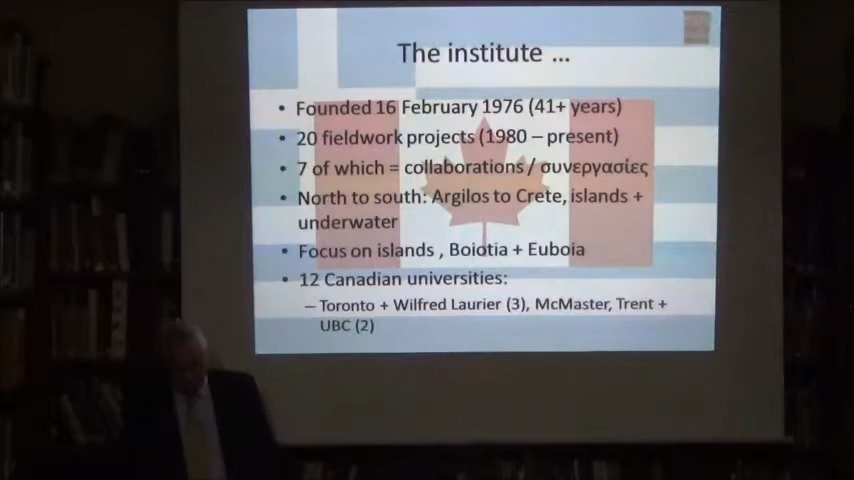 The institute ...
• Founded 16 February 1976 (41+ years)
• 20 fieldwork projects (1980 – present)
• 7 of which = collaborations / συνεργασίες
• North to south: Argilos to Crete, islands +
underwater
• Focus on islands , Boiotia + Euboia
• 12 Canadian universities:
– Toronto + Wilfred Laurier (3), McMaster, Trent +
UBC (2)